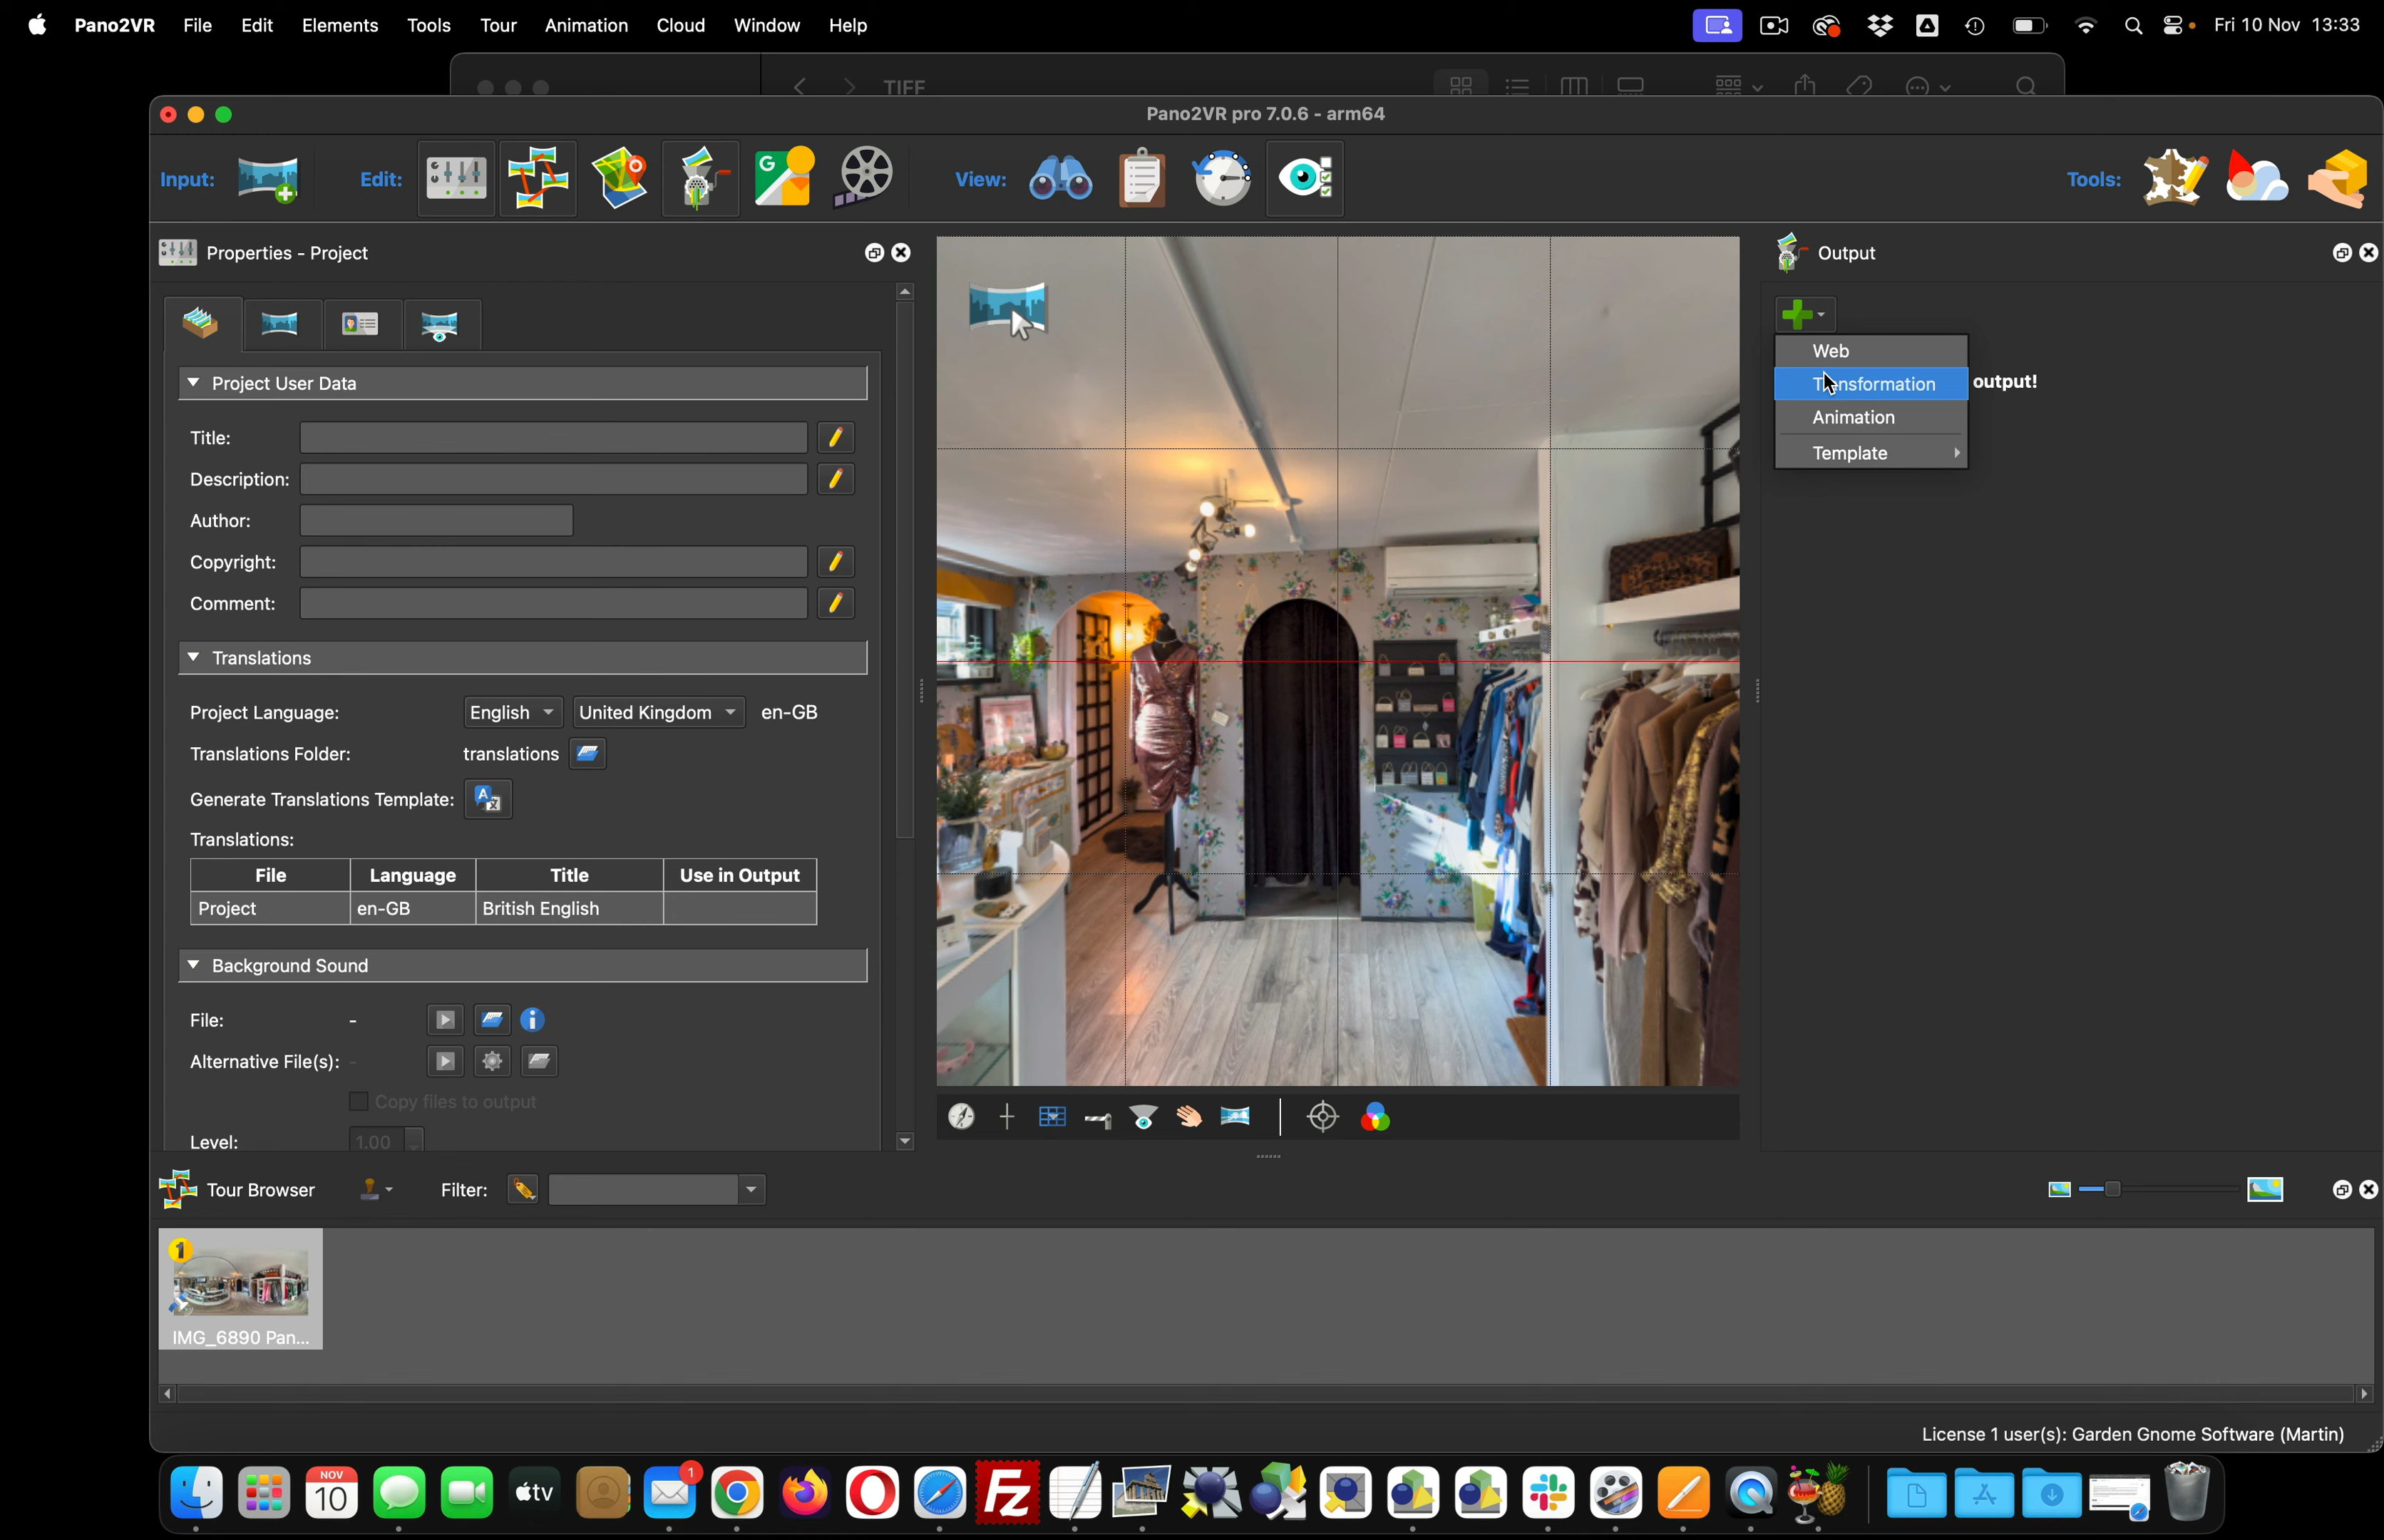 Pano2VR File Edit Elements Tools Tour Animation Cloud Window Help Fri 10 Nov 13:33
TIFF
Pano2VR pro 7.0.6 - arm64
Input: Edit: G View: Tools:
Properties - Project
Output
Project User Data
Title:
Description:
Author:
Copyright:
Comment:
Translations
Project Language: English United Kingdom en-GB
Translations Folder: translations
Generate Translations Template:
Translations:
File Language Title Use in Output
Project en-GB British English
Background Sound
File: -
Alternative File(s): -
Copy files to output
Level: 1.00
Web
Transformation output!
Animation
Template
Tour Browser Filter:
1
IMG_6890 Pan...
License 1 user(s): Garden Gnome Software (Martin)
NOV
10
tv
1
Fz